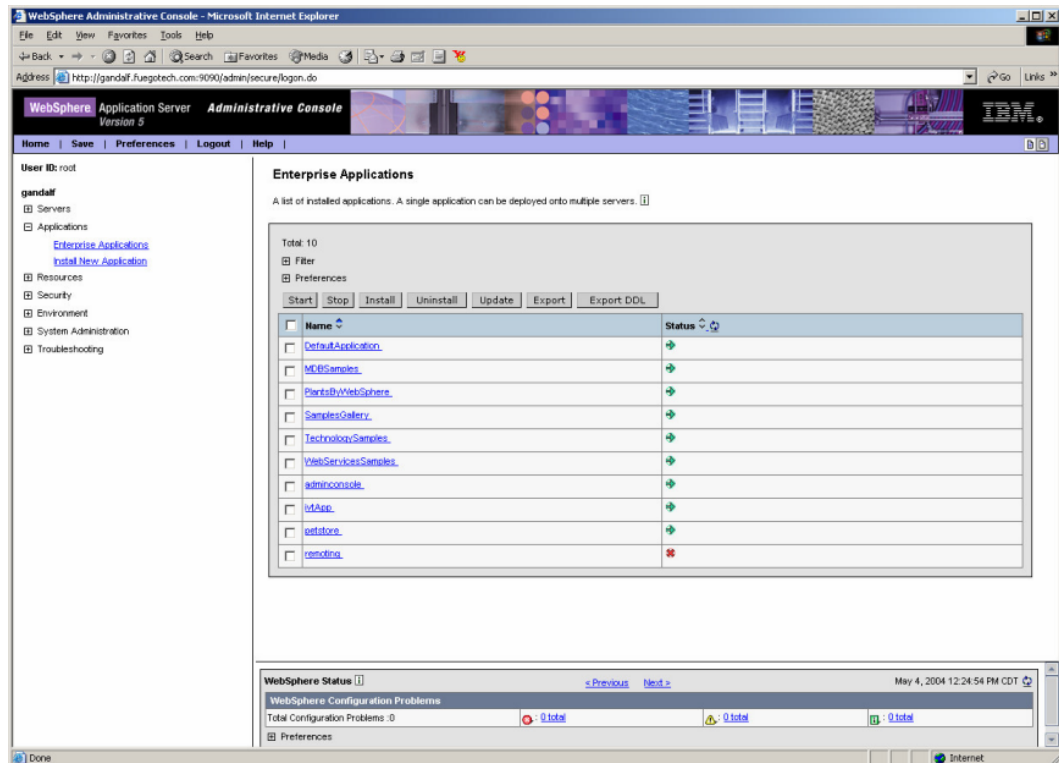 WebSphere Administrative Console - Microsoft Internet Explorer
File Edit View Favorites Tools Help
Back Search Favorites Media
Address http://gandalf.fuegotech.com:9090/admin/secure/logon.do Go Links »
WebSphere Application Server Administrative Console
Version 5
IBM.
Home | Save | Preferences | Logout | Help |
User ID: root
gandalf
Servers
Applications
Enterprise Applications
Install New Application
Resources
Security
Environment
System Administration
Troubleshooting
Enterprise Applications
A list of installed applications. A single application can be deployed onto multiple servers. i
Total: 10
Filter
Preferences
Start Stop Install Uninstall Update Export Export DDL
Name Status
DefaultApplication
MDBSamples
PlantsByWebSphere
SamplesGallery
TechnologySamples
WebServicesSamples
adminconsole
ivtApp
petstore
remoting
WebSphere Status i < Previous Next > May 4, 2004 12:24:54 PM CDT
WebSphere Configuration Problems
Total Configuration Problems :0 : 0 total : 0 total : 0 total
Preferences
Done Internet